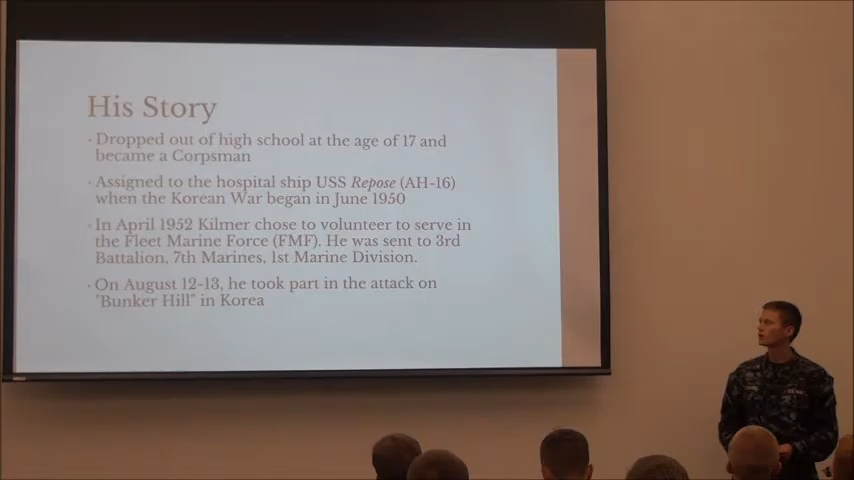 His Story
· Dropped out of high school at the age of 17 and
became a Corpsman
· Assigned to the hospital ship USS Repose (AH-16)
when the Korean War began in June 1950
· In April 1952 Kilmer chose to volunteer to serve in
the Fleet Marine Force (FMF). He was sent to 3rd
Battalion, 7th Marines, 1st Marine Division.
· On August 12-13, he took part in the attack on
"Bunker Hill" in Korea